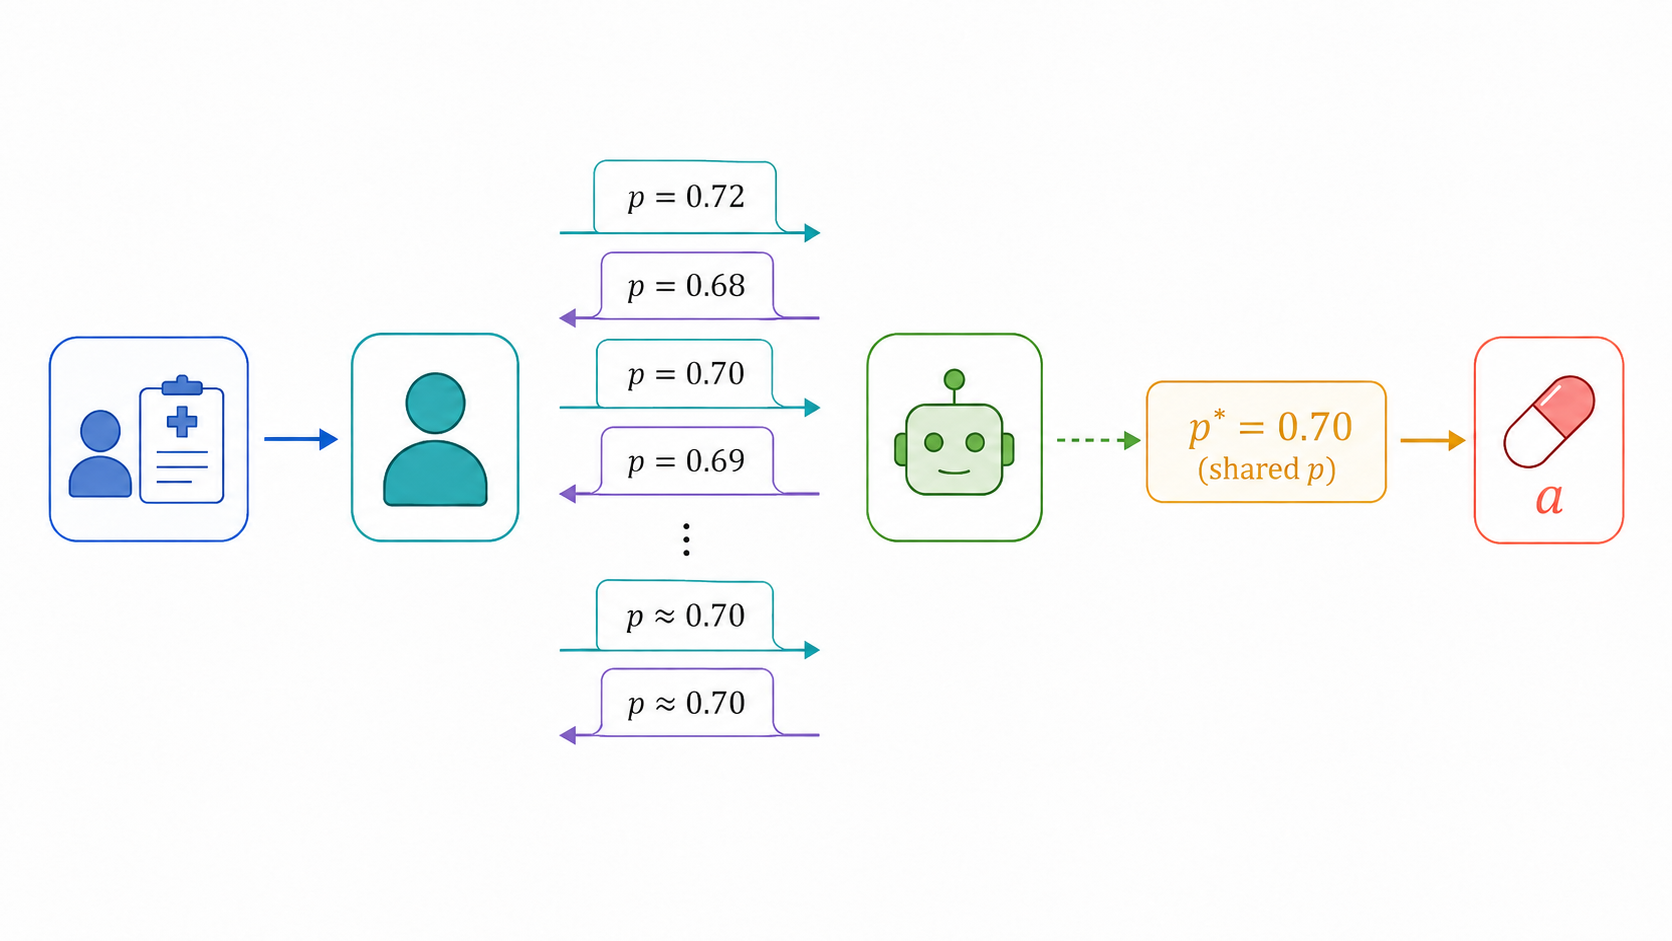 p = 0.72
p = 0.68
p = 0.70
p = 0.69
⋮
p ≈ 0.70
p ≈ 0.70
p* = 0.70
(shared p)
a